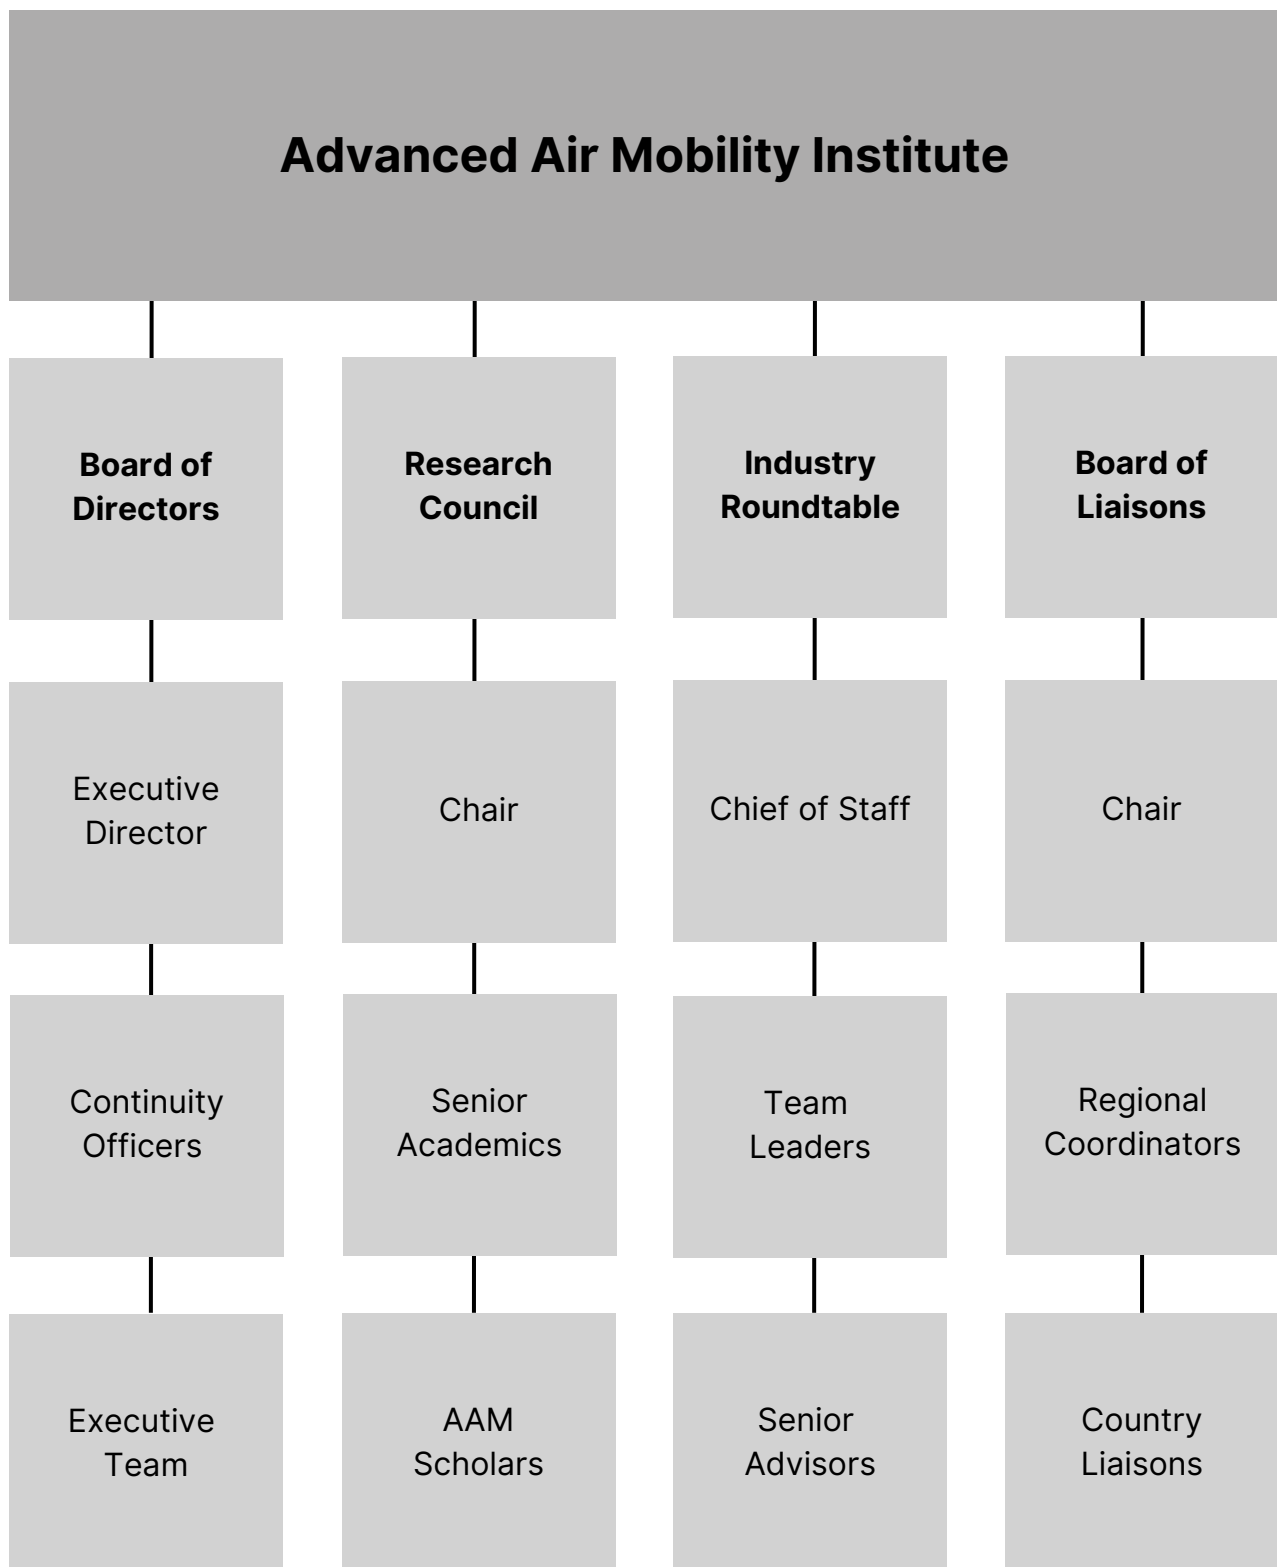 Advanced Air Mobility Institute
Board of
Directors
Research
Council
Industry
Roundtable
Board of
Liaisons
Executive
Director
Chair
Chief of Staff
Chair
Continuity
Officers
Senior
Academics
Team
Leaders
Regional
Coordinators
Executive
Team
AAM
Scholars
Senior
Advisors
Country
Liaisons